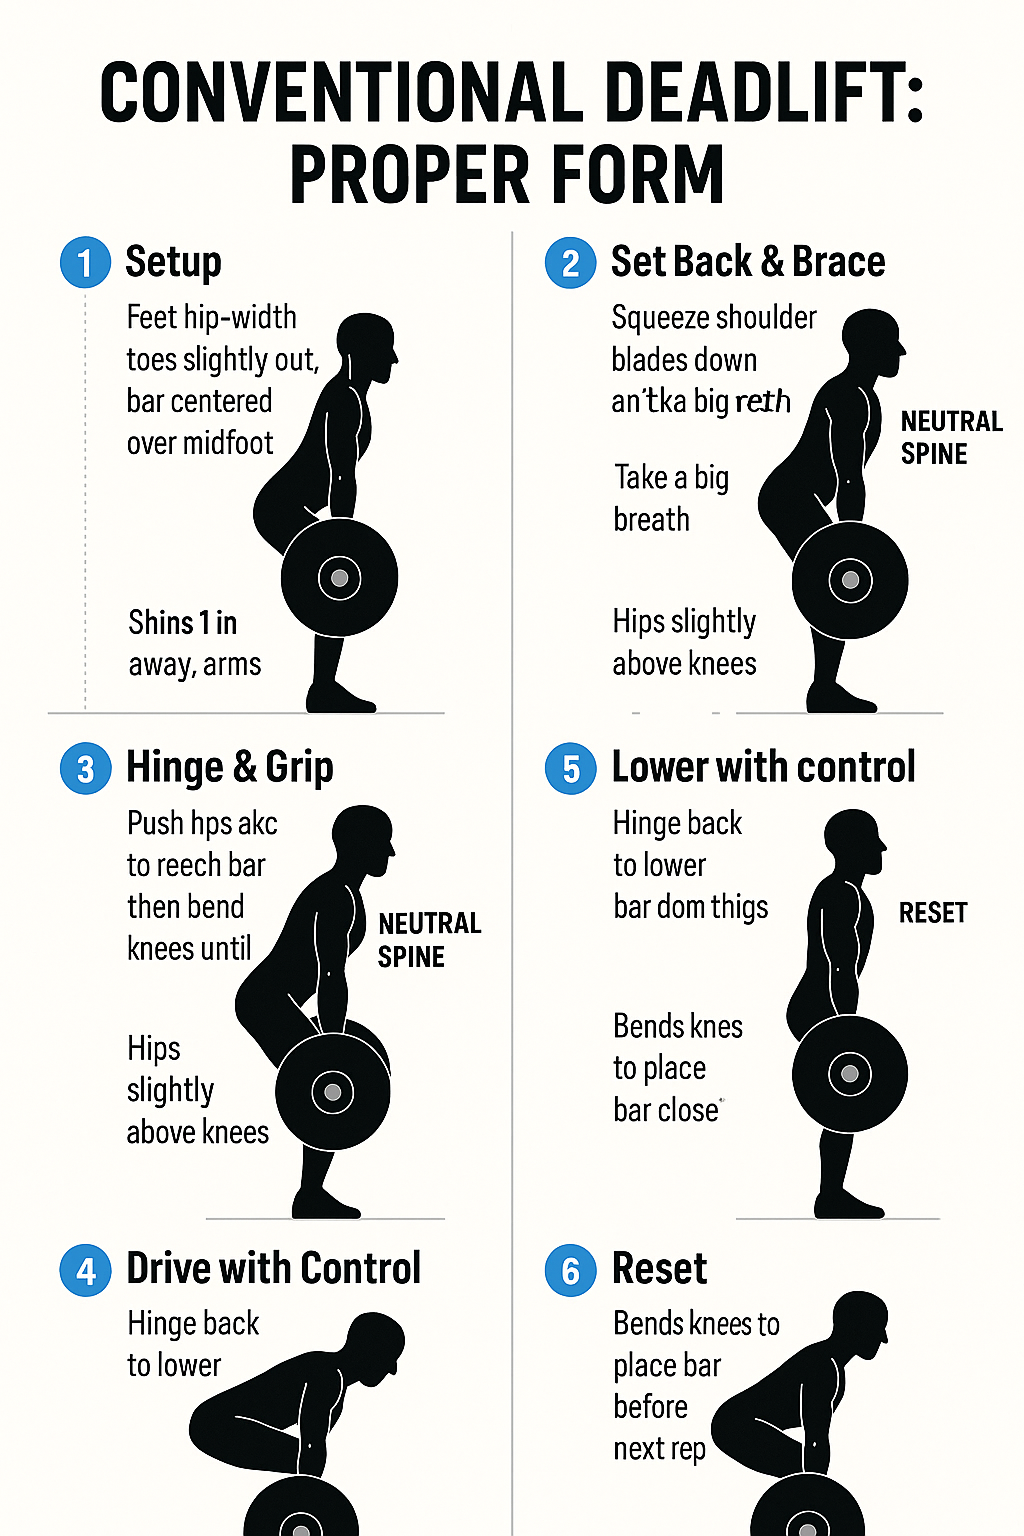 CONVENTIONAL DEADLIFT:
PROPER FORM
1 Setup
Feet hip-width
toes slightly out,
bar centered
over midfoot
Shins 1 in
away, arms
2 Set Back & Brace
Squeeze shoulder
blades down
an'tka big reth
Take a big
breath
NEUTRAL
SPINE
Hips slightly
above knees
3 Hinge & Grip
Push hps akc
to reech bar
then bend
knees until
NEUTRAL
SPINE
Hips
slightly
above knees
5 Lower with control
Hinge back
to lower
bar dom thigs
RESET
Bends knes
to place
bar close
4 Drive with Control
Hinge back
to lower
6 Reset
Bends knees to
place bar
before
next rep